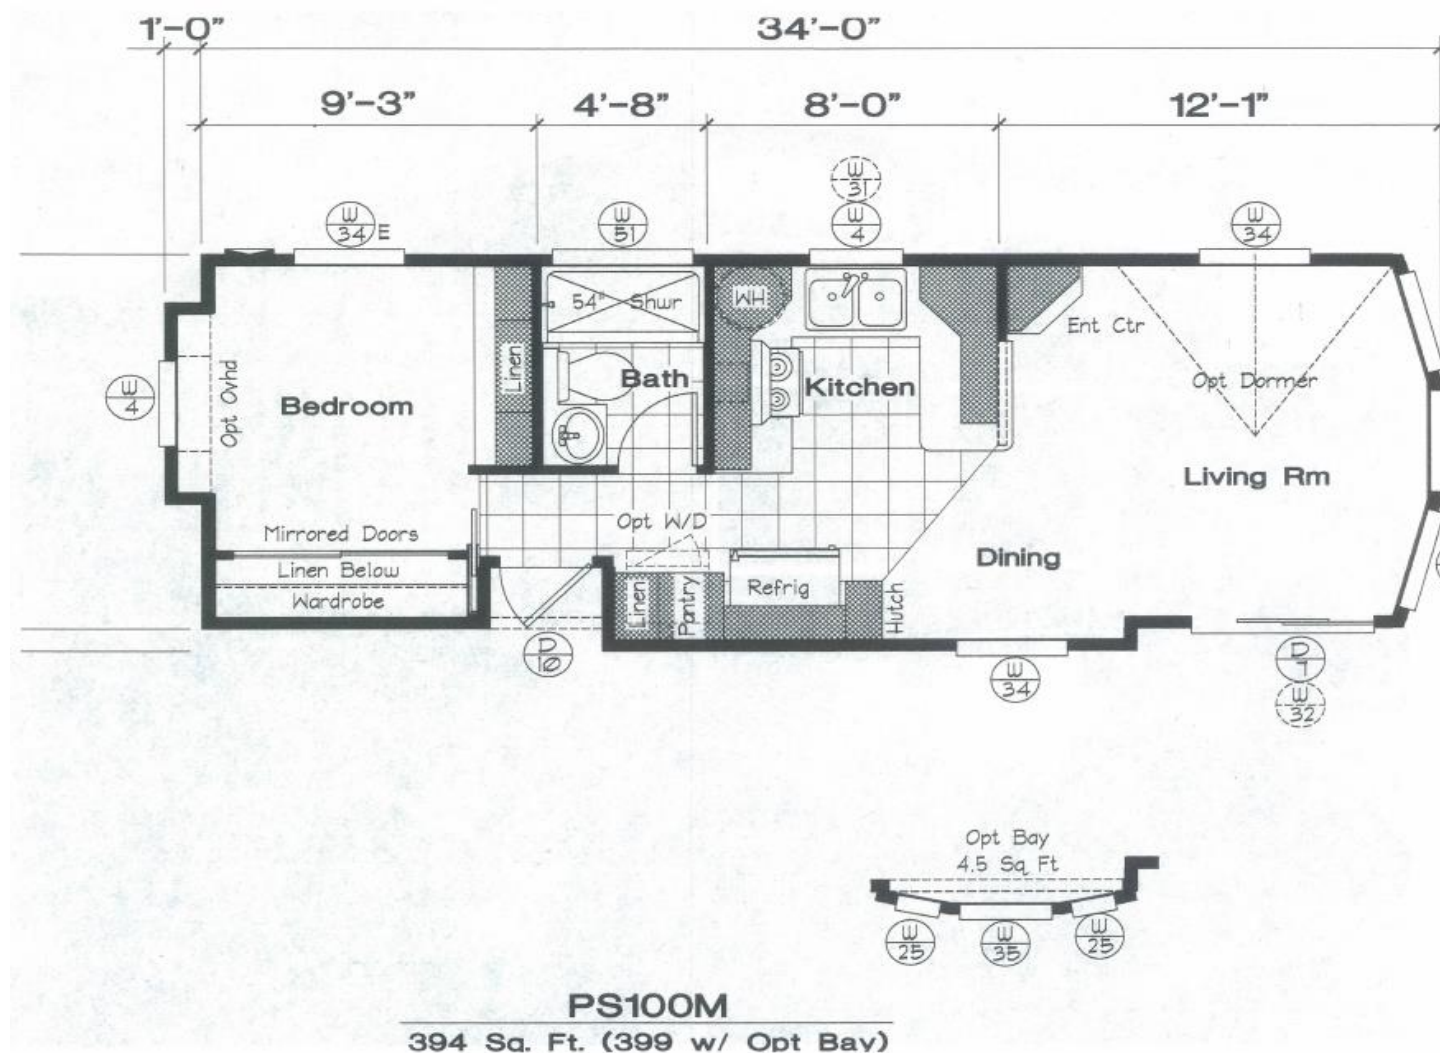 1'-0" 34'-0"
9'-3" 4'-8" 8'-0" 12'-1"
W
31
W
34 E
W
51
W
4
W
34
54" Shwr
WH
Ent Ctr
Linen
Bath
Kitchen
Opt Dormer
W
4
Opt Ovhd
Bedroom
Living Rm
Opt W/D
Mirrored Doors
Dining
Linen Below
Wardrobe
Linen
Pantry
Refrig
Hutch
D
10
W
34
D
7
W
32
Opt Bay
4.5 Sq Ft
W
25
W
35
W
25
PS100M
394 Sq. Ft. (399 w/ Opt Bay)